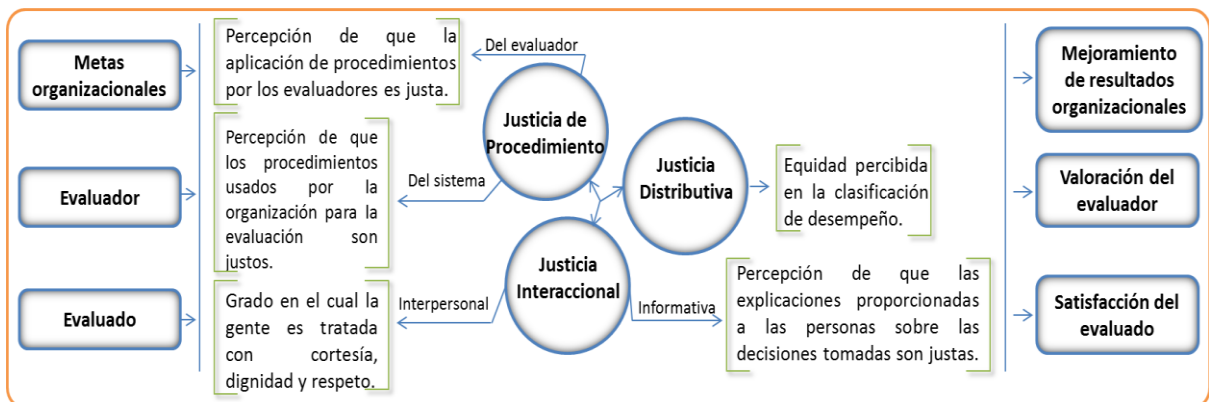 Metas
organizacionales
Evaluador
Evaluado
Percepción de que la
aplicación de procedimientos
por los evaluadores es justa.
Percepción de que
los procedimientos
usados por la
organización para la
evaluación son
justos.
Grado en el cual la
gente es tratada
con cortesía,
dignidad y respeto.
Del evaluador
Del sistema
Interpersonal
Justicia de
Procedimiento
Justicia
Distributiva
Justicia
Interaccional
Informativa
Equidad percibida
en la clasificación
de desempeño.
Percepción de que las
explicaciones proporcionadas
a las personas sobre las
decisiones tomadas son justas.
Mejoramiento
de resultados
organizacionales
Valoración del
evaluador
Satisfacción del
evaluado